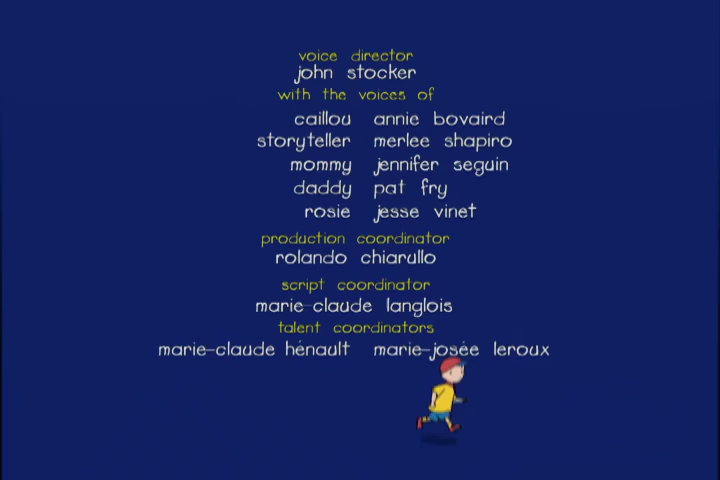 voice director
john stocker
with the voices of
caillou annie bovaird
storyteller merlee shapiro
mommy jennifer seguin
daddy pat fry
rosie jesse vinet
production coordinator
rolando chiarullo
script coordinator
marie-claude langlois
talent coordinators
marie-claude hénault marie-josée leroux